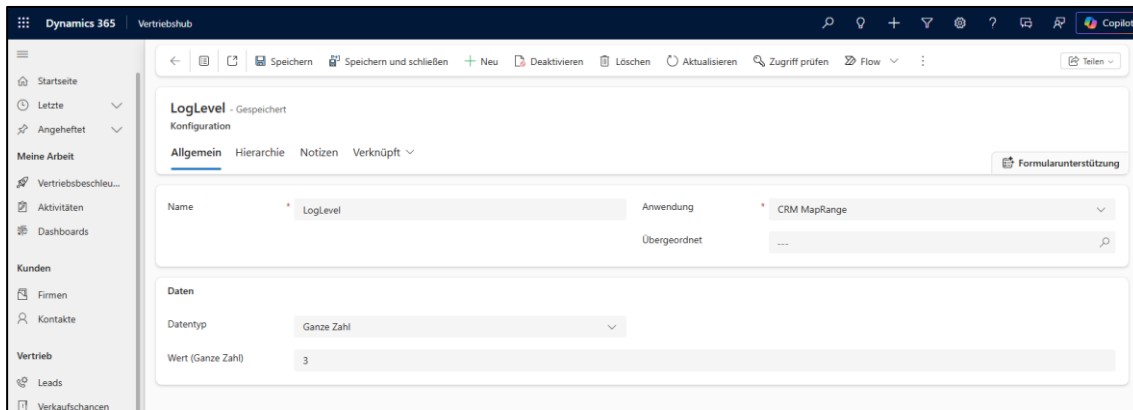 Dynamics 365 Vertriebshub Copilot
Speichern Speichern und schließen Neu Deaktivieren Löschen Aktualisieren Zugriff prüfen Flow Teilen
Startseite
Letzte
Angeheftet
Meine Arbeit
Vertriebsbeschleu...
Aktivitäten
Dashboards
Kunden
Firmen
Kontakte
Vertrieb
Leads
Verkaufschancen
LogLevel - Gespeichert
Konfiguration
Allgemein Hierarchie Notizen Verknüpft
Formularunterstützung
Name * LogLevel
Anwendung * CRM MapRange
Übergeordnet ---
Daten
Datentyp Ganze Zahl
Wert (Ganze Zahl) 3